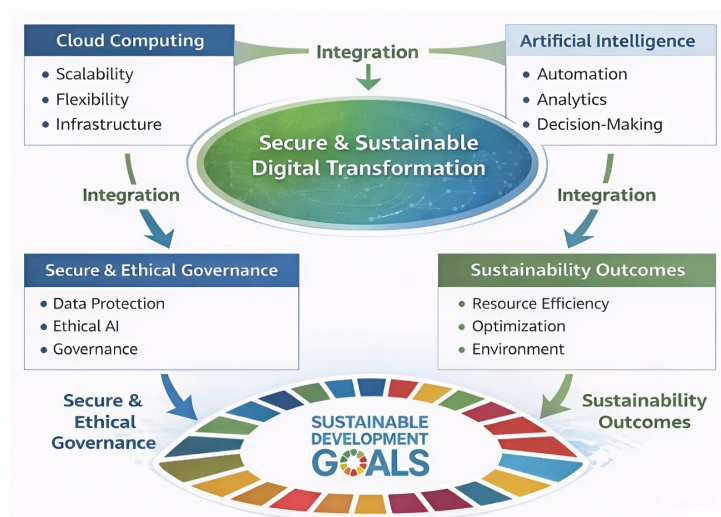 Cloud Computing
• Scalability
• Flexibility
• Infrastructure
Integration
Artificial Intelligence
• Automation
• Analytics
• Decision-Making
Secure & Sustainable
Digital Transformation
Integration
Integration
Secure & Ethical Governance
• Data Protection
• Ethical AI
• Governance
Sustainability Outcomes
• Resource Efficiency
• Optimization
• Environment
Secure &
Ethical
Governance
SUSTAINABLE
DEVELOPMENT
GOALS
Sustainability
Outcomes